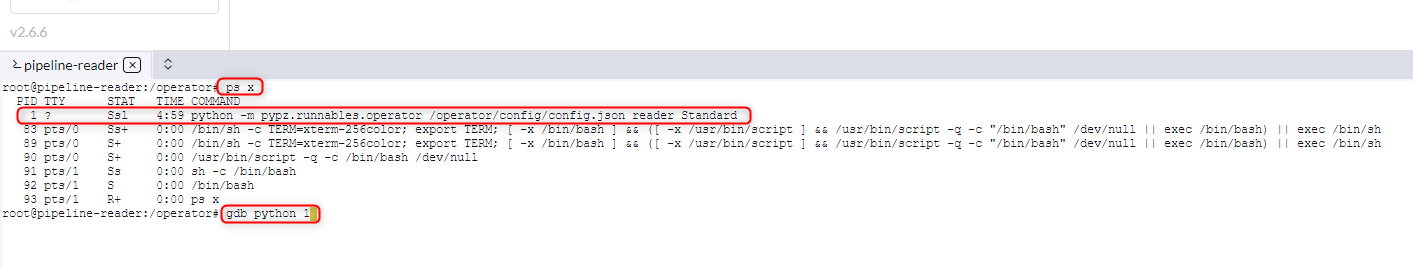 v2.6.6
pipeline-reader
root@pipeline-reader:/operator# ps x
PID TTY STAT TIME COMMAND
1 ? Ssl 4:59 python -m pypz.runnables.operator /operator/config/config.json reader Standard
83 pts/0 Ss+ 0:00 /bin/sh -c TERM=xterm-256color; export TERM; [ -x /bin/bash ] && ([ -x /usr/bin/script ] && /usr/bin/script -q -c "/bin/bash" /dev/null || exec /bin/bash) || exec /bin/sh
89 pts/0 S+ 0:00 /bin/sh -c TERM=xterm-256color; export TERM; [ -x /bin/bash ] && ([ -x /usr/bin/script ] && /usr/bin/script -q -c "/bin/bash" /dev/null || exec /bin/bash) || exec /bin/sh
90 pts/0 S+ 0:00 /usr/bin/script -q -c /bin/bash /dev/null
91 pts/1 Ss 0:00 sh -c /bin/bash
92 pts/1 S 0:00 /bin/bash
93 pts/1 R+ 0:00 ps x
root@pipeline-reader:/operator# gdb python 1